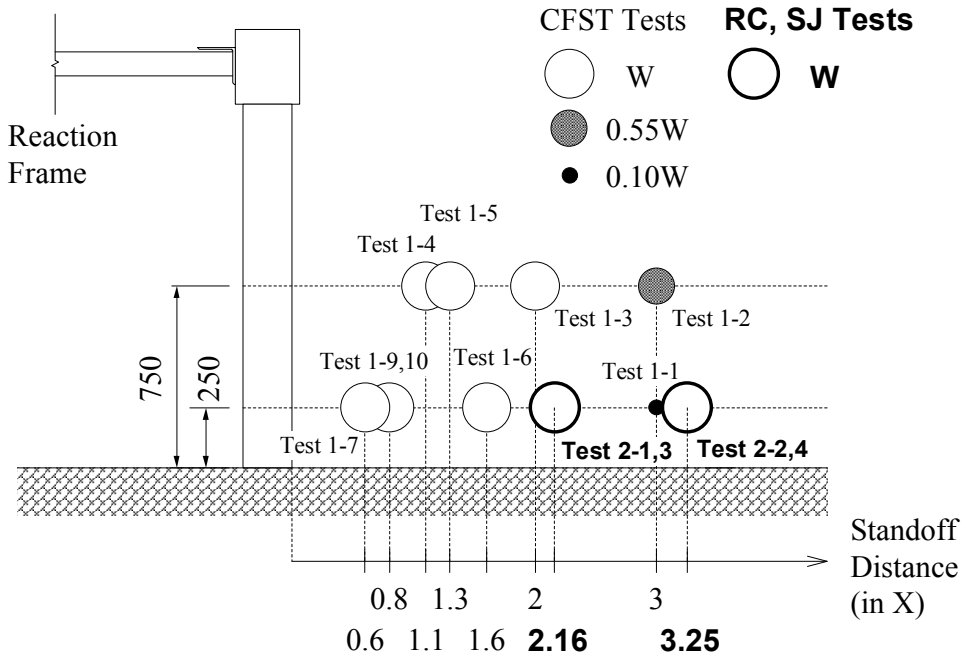 CFST Tests
RC, SJ Tests
W
W
0.55W
0.10W
Reaction
Frame
Test 1-5
Test 1-4
Test 1-3
Test 1-2
750
250
Test 1-9,10
Test 1-6
Test 1-1
Test 1-7
Test 2-1,3
Test 2-2,4
Standoff
Distance
(in X)
0.8 1.3 2 3
0.6 1.1 1.6 2.16 3.25